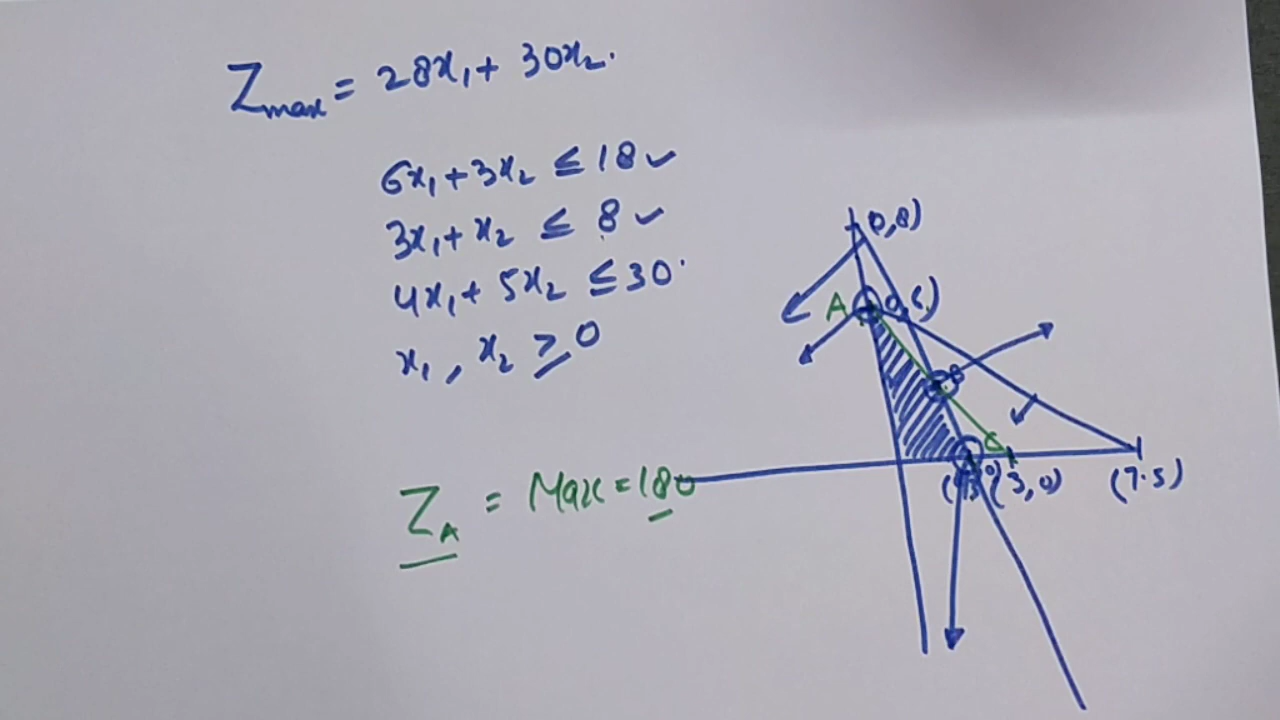 Zmax = 28x₁ + 30x₂.
6x₁ + 3x₂ ≤ 18 ✓
3x₁ + x₂ ≤ 8 ✓
4x₁ + 5x₂ ≤ 30
x₁, x₂ ≥ 0
(0,8)
A (0,6)
B
C
(3,0) (7.5)
Z_A = Max = 180